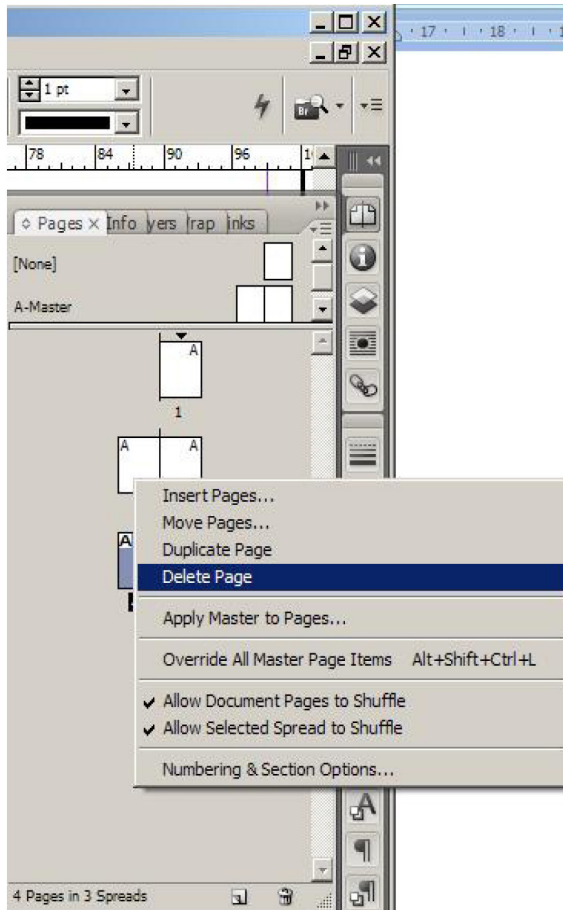 17 18
1 pt
Br
78 84 90 96
Pages Info yers rap inks
[None]
A-Master
A
1
A A
A
Insert Pages...
Move Pages...
Duplicate Page
Delete Page
Apply Master to Pages...
Override All Master Page Items Alt+Shift+Ctrl+L
✓ Allow Document Pages to Shuffle
✓ Allow Selected Spread to Shuffle
Numbering & Section Options...
A
4 Pages in 3 Spreads